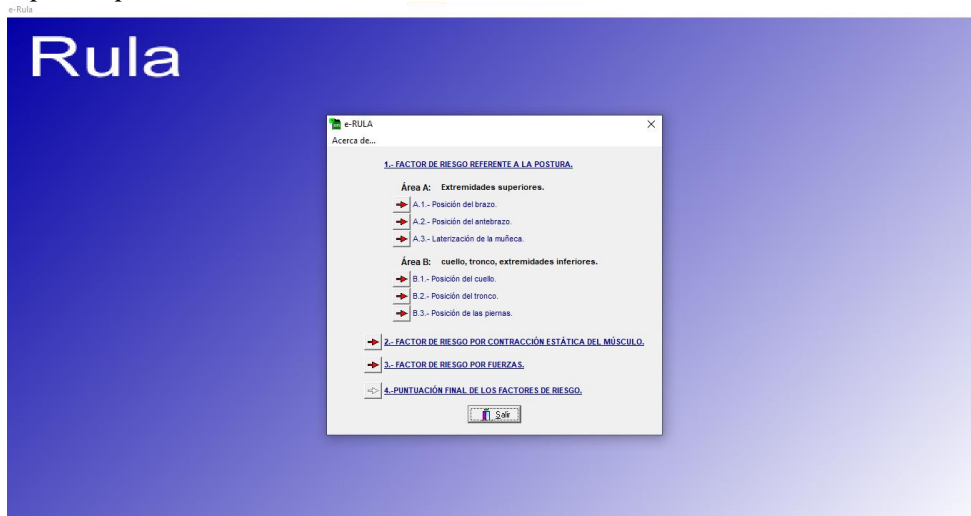 e-Rula
Rula
e-RULA
Acerca de...
1.- FACTOR DE RIESGO REFERENTE A LA POSTURA.
Área A: Extremidades superiores.
A.1.- Posición del brazo.
A.2.- Posición del antebrazo.
A.3.- Laterización de la muñeca.
Área B: cuello, tronco, extremidades inferiores.
B.1.- Posición del cuello.
B.2.- Posición del tronco.
B.3.- Posición de las piernas.
2.- FACTOR DE RIESGO POR CONTRACCIÓN ESTÁTICA DEL MÚSCULO.
3.- FACTOR DE RIESGO POR FUERZAS.
4.-PUNTUACIÓN FINAL DE LOS FACTORES DE RIESGO.
Salir